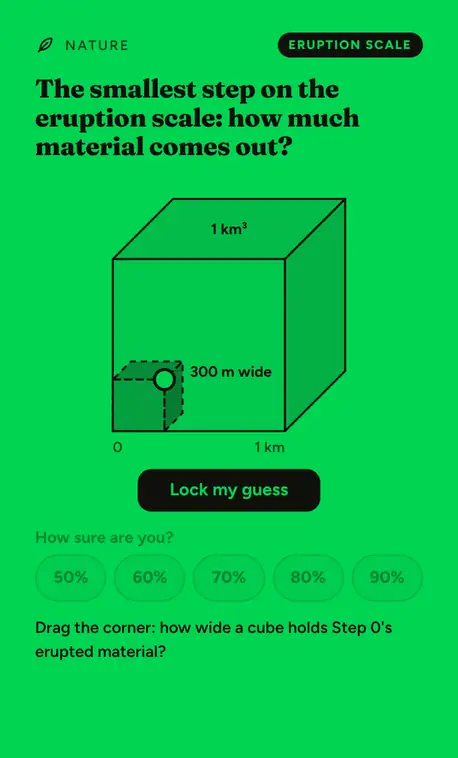 NATURE
ERUPTION SCALE
The smallest step on the
eruption scale: how much
material comes out?
1 km³
300 m wide
0
1 km
Lock my guess
How sure are you?
50%
60%
70%
80%
90%
Drag the corner: how wide a cube holds Step 0's
erupted material?